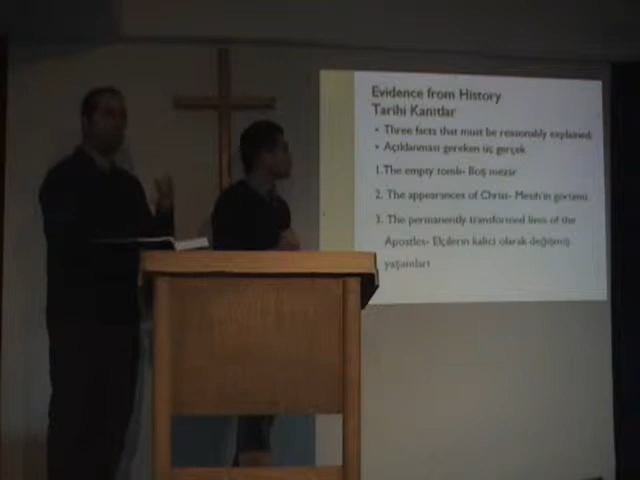 Evidence from History
Tarihi Kanıtlar
• Three facts that must be reasonably explained:
• Açıklanması gereken üç gerçek
1.The empty tomb- Boş mezar
2. The appearances of Christ- Mesih'in görünü
3. The permanently transformed lives of the
Apostles- Elçilerin kalici olarak değişmiş
yaşamları